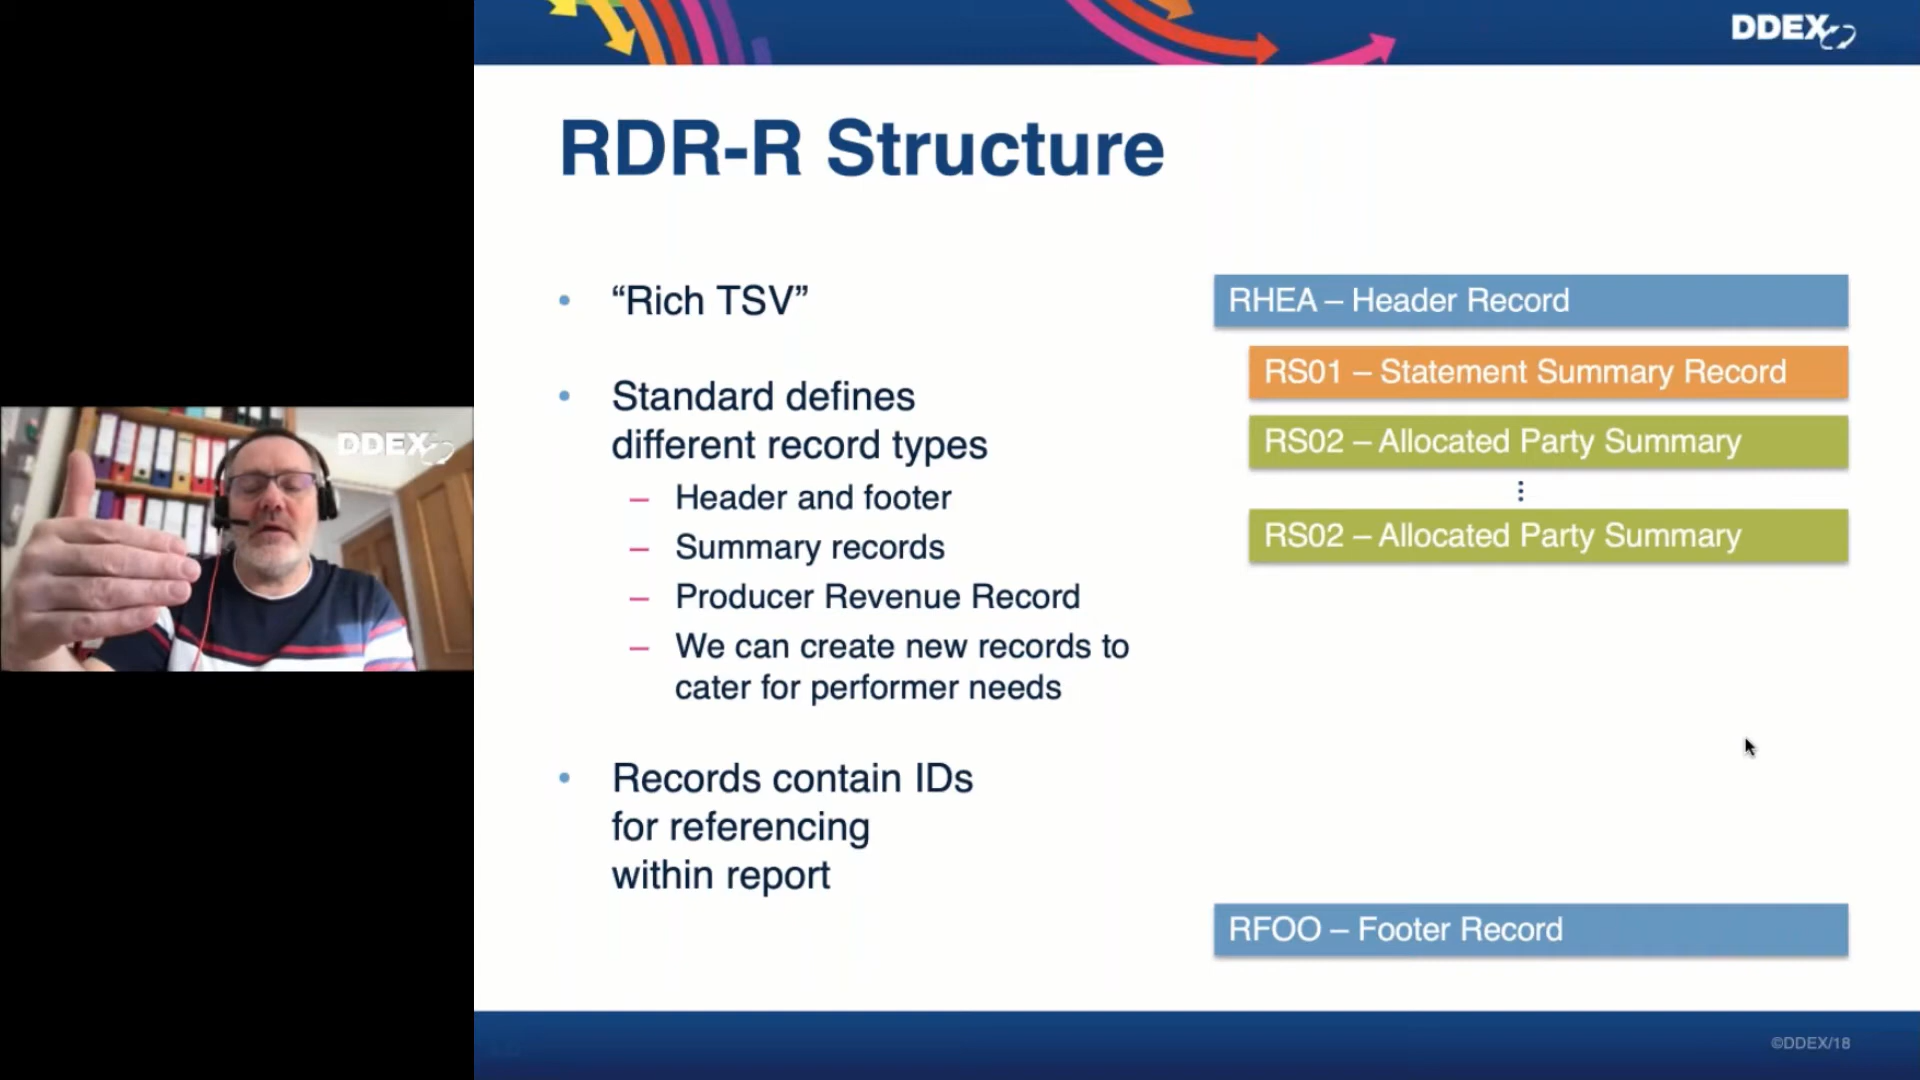 DDEX
RDR-R Structure
• “Rich TSV”
• Standard defines
different record types
– Header and footer
– Summary records
– Producer Revenue Record
– We can create new records to
cater for performer needs
• Records contain IDs
for referencing
within report
RHEA – Header Record
RS01 – Statement Summary Record
RS02 – Allocated Party Summary
⋮
RS02 – Allocated Party Summary
RFOO – Footer Record
©DDEX/18
DDEX